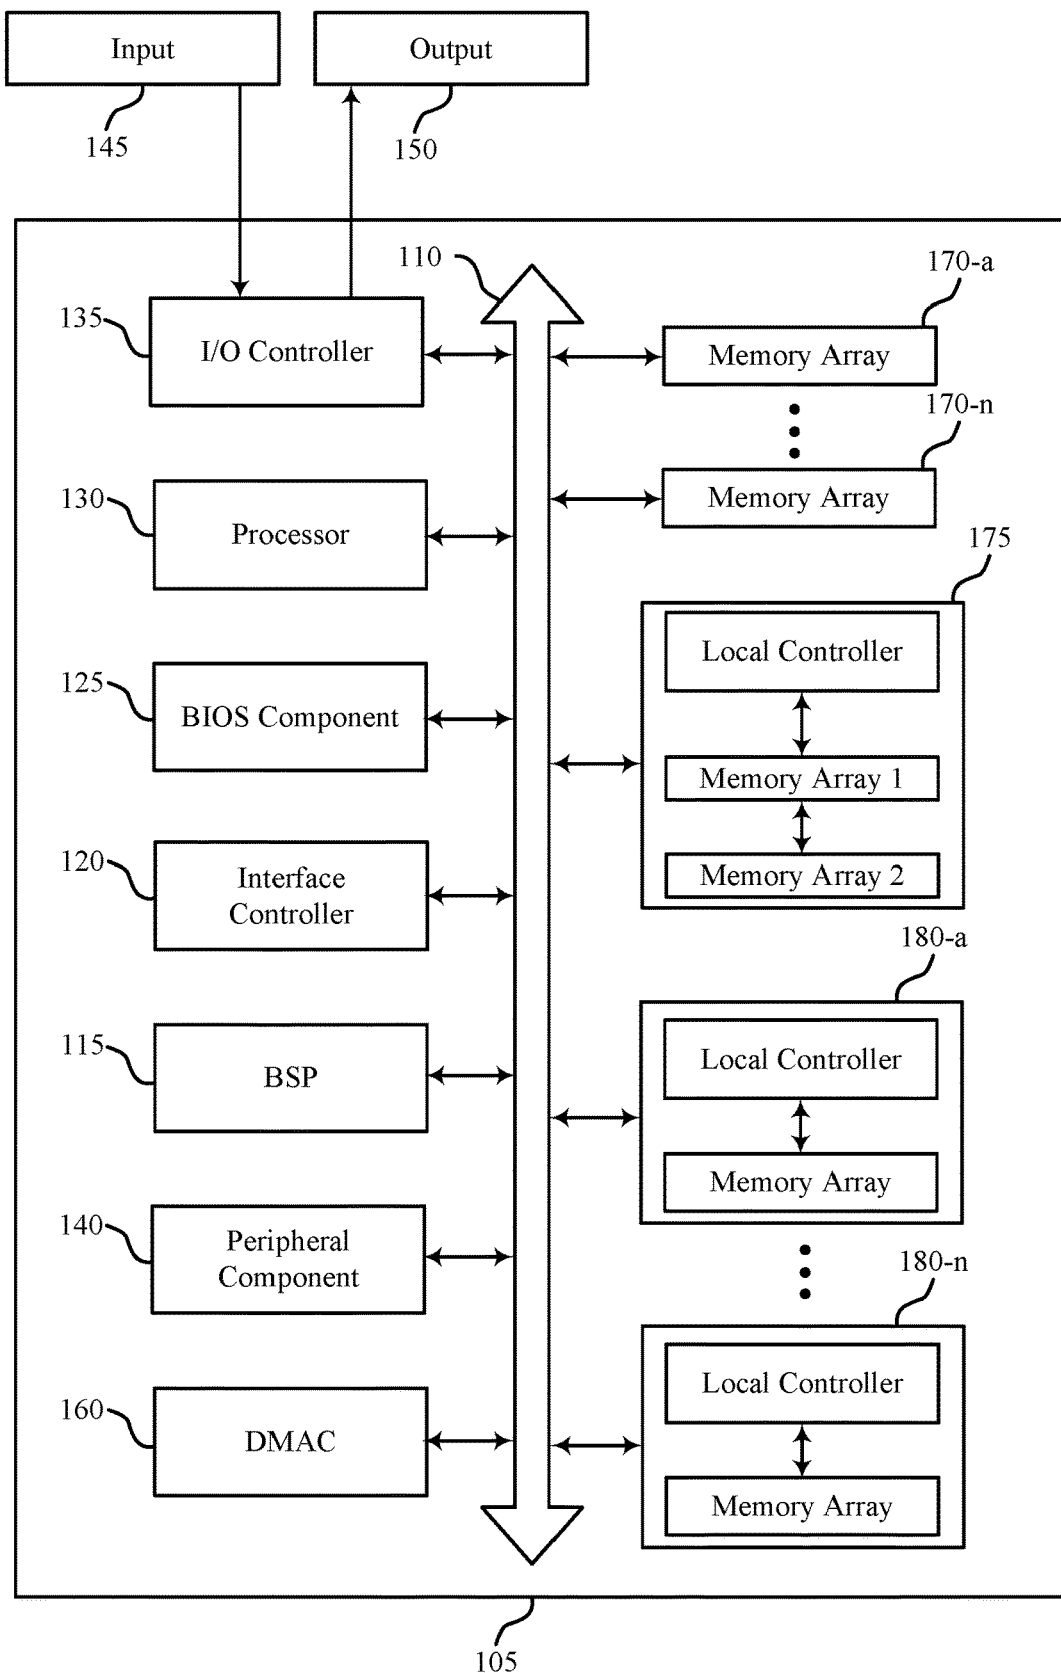 Input
Output
145
150
110
170-a
135
I/O Controller
Memory Array
170-n
130
Processor
Memory Array
175
125
BIOS Component
Local Controller
Memory Array 1
Memory Array 2
120
Interface
Controller
180-a
115
BSP
Local Controller
Memory Array
140
Peripheral
Component
180-n
160
DMAC
Local Controller
Memory Array
105